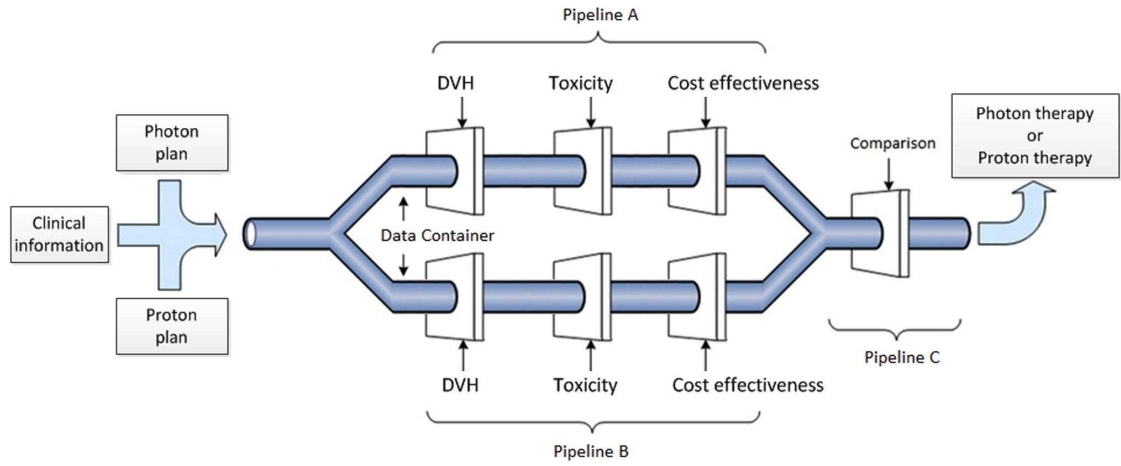 Pipeline A
DVH
Toxicity
Cost effectiveness
Photon
plan
Photon therapy
or
Proton therapy
Comparison
Clinical
information
Data Container
Proton
plan
Pipeline C
DVH
Toxicity
Cost effectiveness
Pipeline B